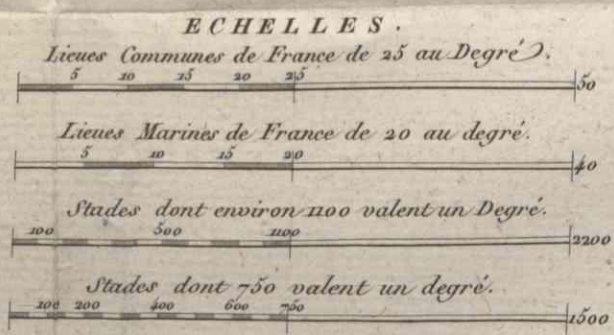 ECHELLES.
Lieues Communes de France de 25 au Degré.
5 10 15 20 25 50
Lieues Marines de France de 20 au degré.
5 10 15 20 40
Stades dont environ 1100 valent un Degré.
100 500 1100 2200
Stades dont 750 valent un degré.
100 200 400 600 750 1500